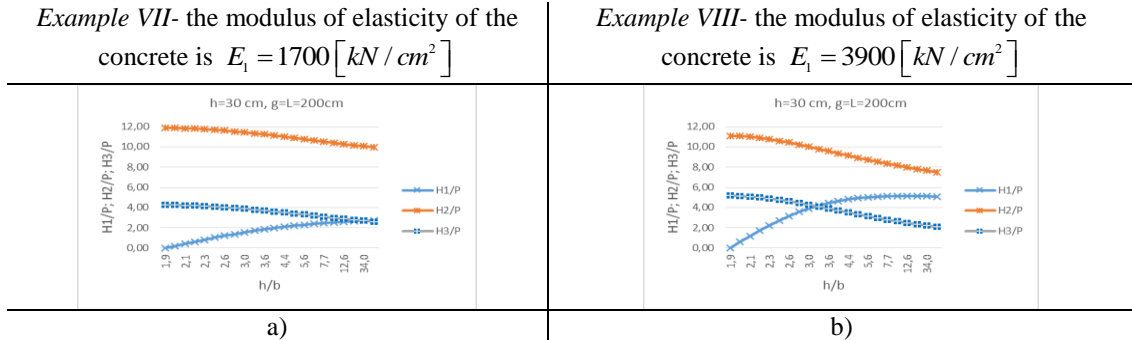 Example VII- the modulus of elasticity of the
concrete is E₁ = 1700 [kN / cm²]
Example VIII- the modulus of elasticity of the
concrete is E₁ = 3900 [kN / cm²]
h=30 cm, g=L=200cm
12,00
10,00
8,00
6,00
4,00
2,00
0,00
H1/P; H2/P; H3/P
1,9
2,1
2,3
2,6
3,0
3,6
4,4
5,6
7,7
12,6
34,0
h/b
H1/P
H2/P
H3/P
h=30 cm, g=L=200cm
12,00
10,00
8,00
6,00
4,00
2,00
0,00
H1/P; H2/P; H3/P
1,9
2,1
2,3
2,6
3,0
3,6
4,4
5,6
7,7
12,6
34,0
h/b
H1/P
H2/P
H3/P
a)
b)